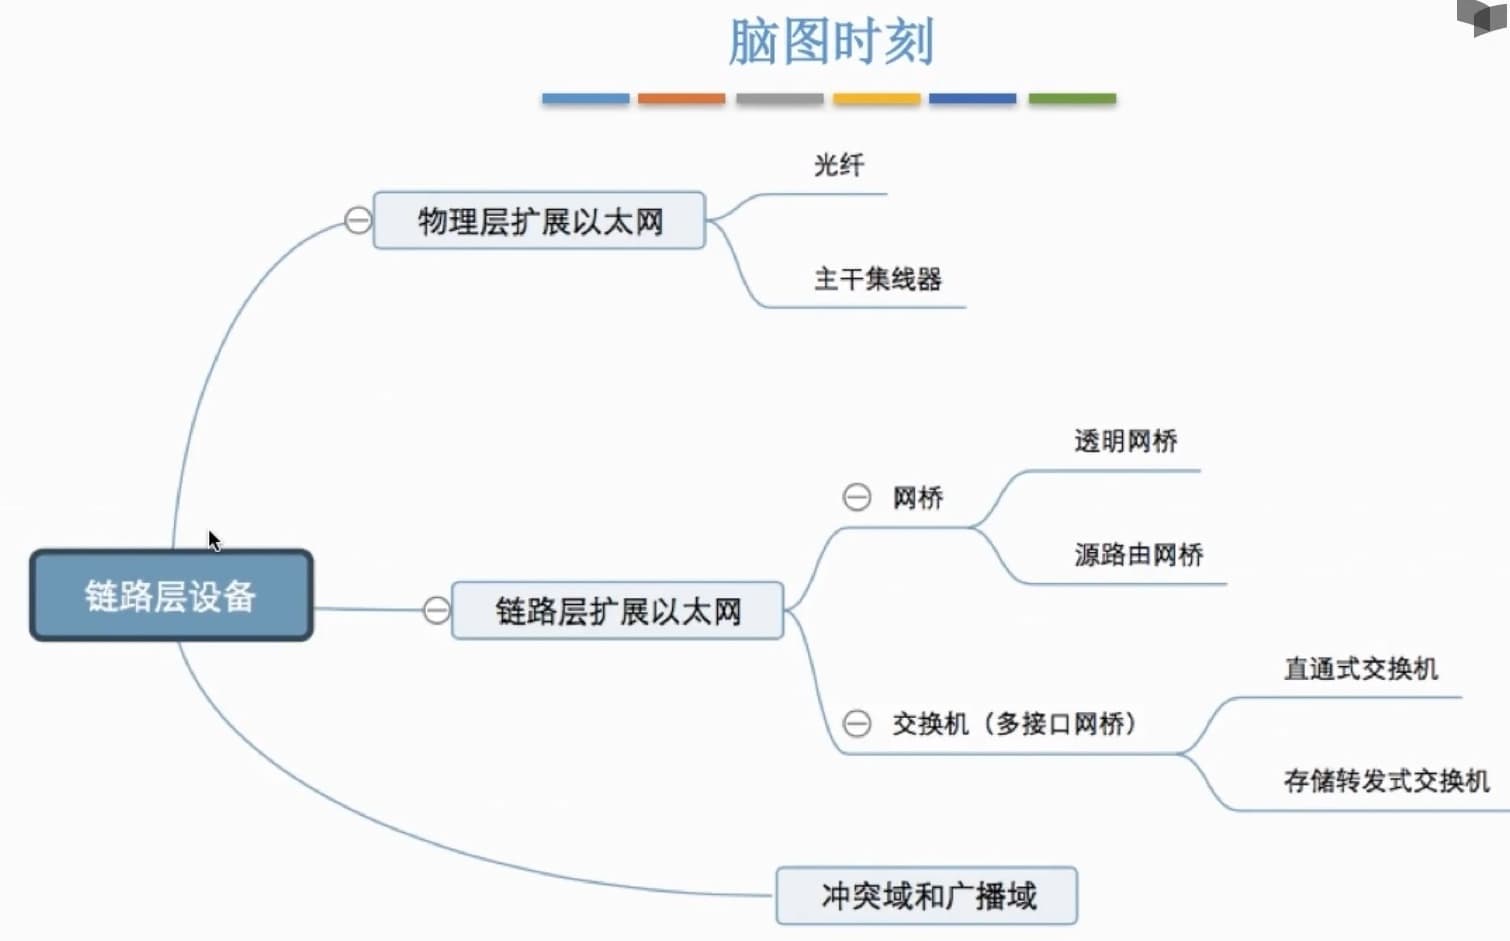 脑图时刻
光纤
物理层扩展以太网
主干集线器
透明网桥
网桥
源路由网桥
链路层设备
链路层扩展以太网
直通式交换机
交换机（多接口网桥）
存储转发式交换机
冲突域和广播域